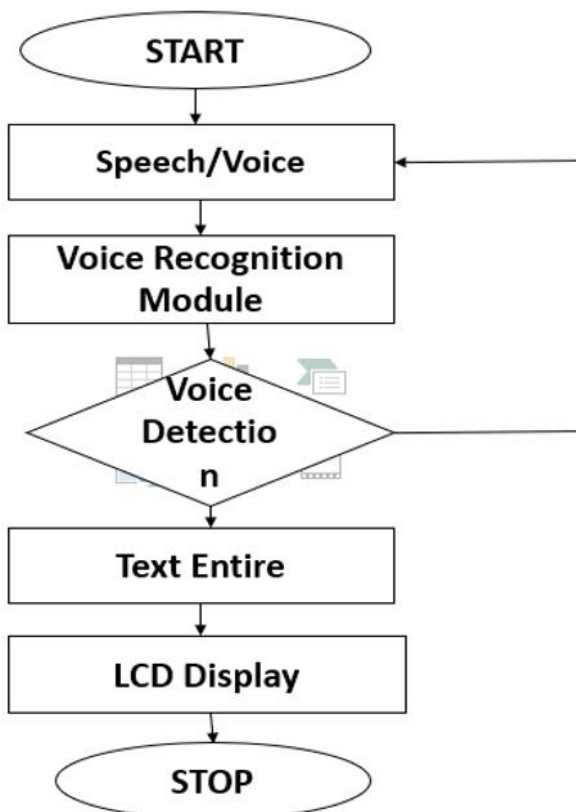 START
Speech/Voice
Voice Recognition
Module
Voice
Detectio
n
Text Entire
LCD Display
STOP